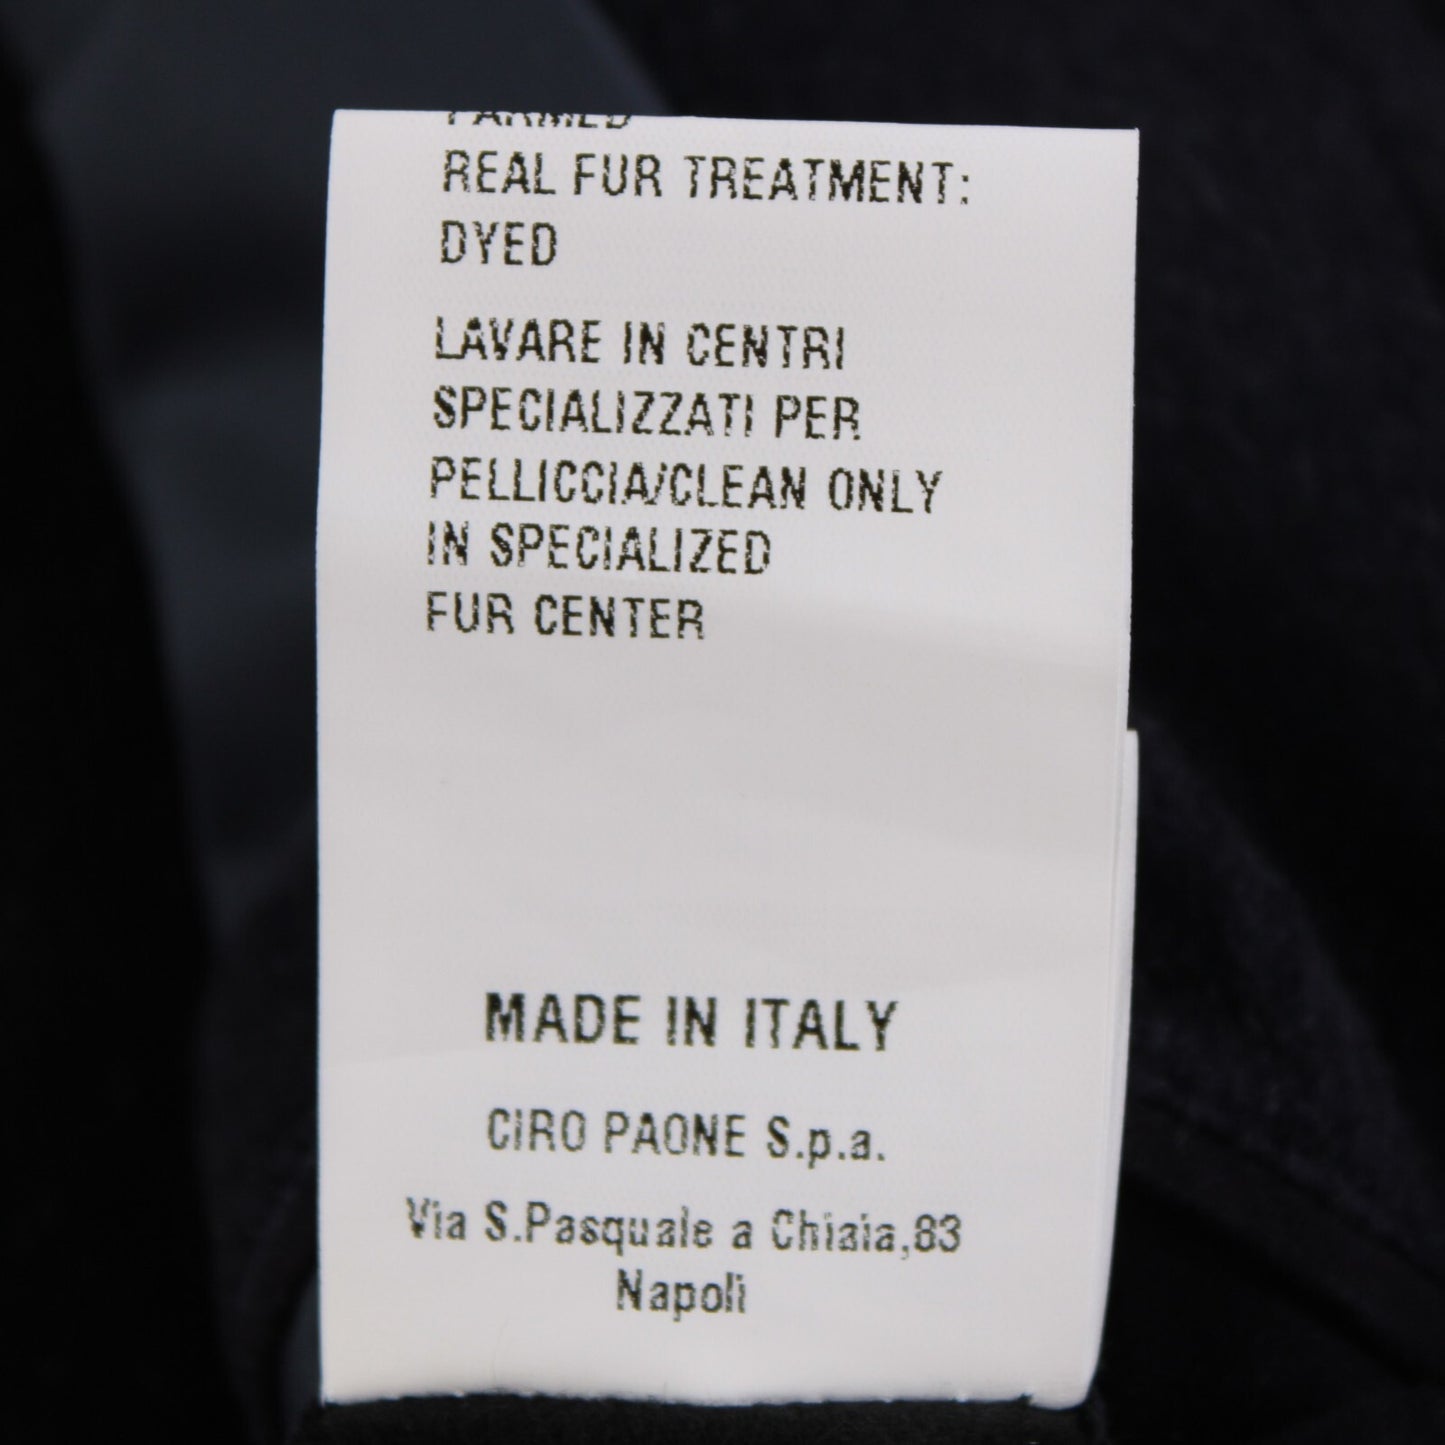 FARMED
REAL FUR TREATMENT:
DYED
LAVARE IN CENTRI
SPECIALIZZATI PER
PELLICCIA/CLEAN ONLY
IN SPECIALIZED
FUR CENTER
MADE IN ITALY
CIRO PAONE S.p.a.
Via S.Pasquale a Chiaia,83
Napoli